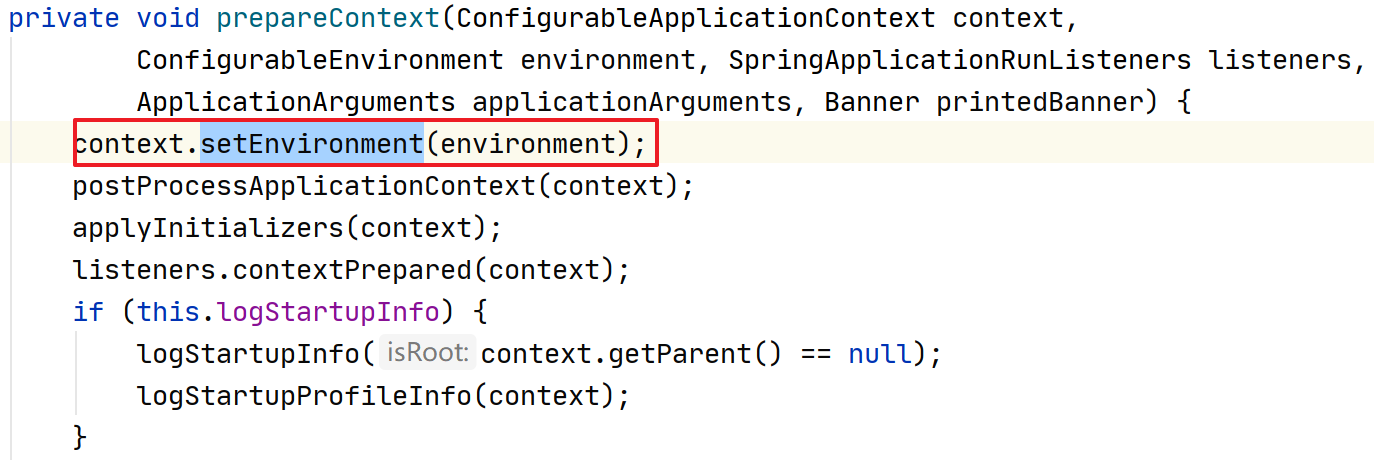 private void prepareContext(ConfigurableApplicationContext context,
ConfigurableEnvironment environment, SpringApplicationRunListeners listeners,
ApplicationArguments applicationArguments, Banner printedBanner) {
context.setEnvironment(environment);
postProcessApplicationContext(context);
applyInitializers(context);
listeners.contextPrepared(context);
if (this.logStartupInfo) {
logStartupInfo( isRoot: context.getParent() == null);
logStartupProfileInfo(context);
}